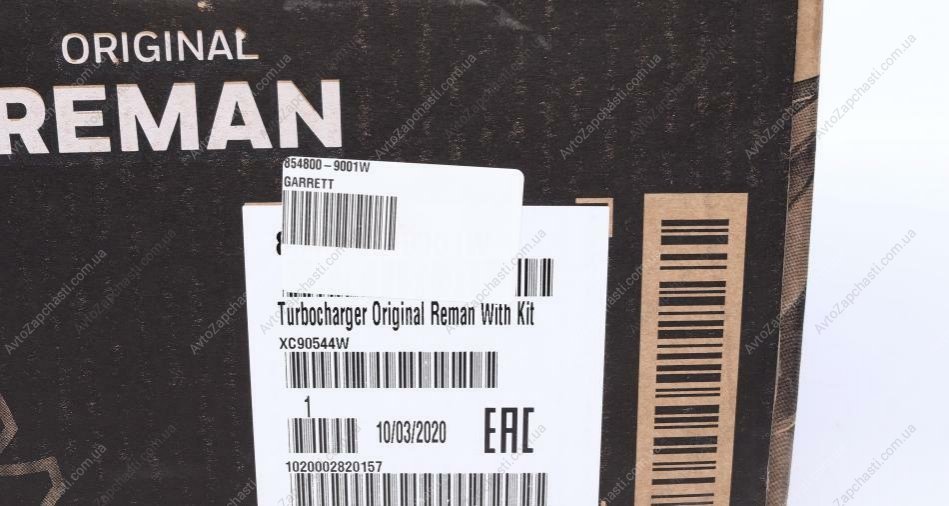 ORIGINAL
REMAN
854800-9001W
GARRETT
Turbocharger Original Reman With Kit
XC90544W
1
10/03/2020
EAC
1020002820157
AvtoZapchasti.com.ua